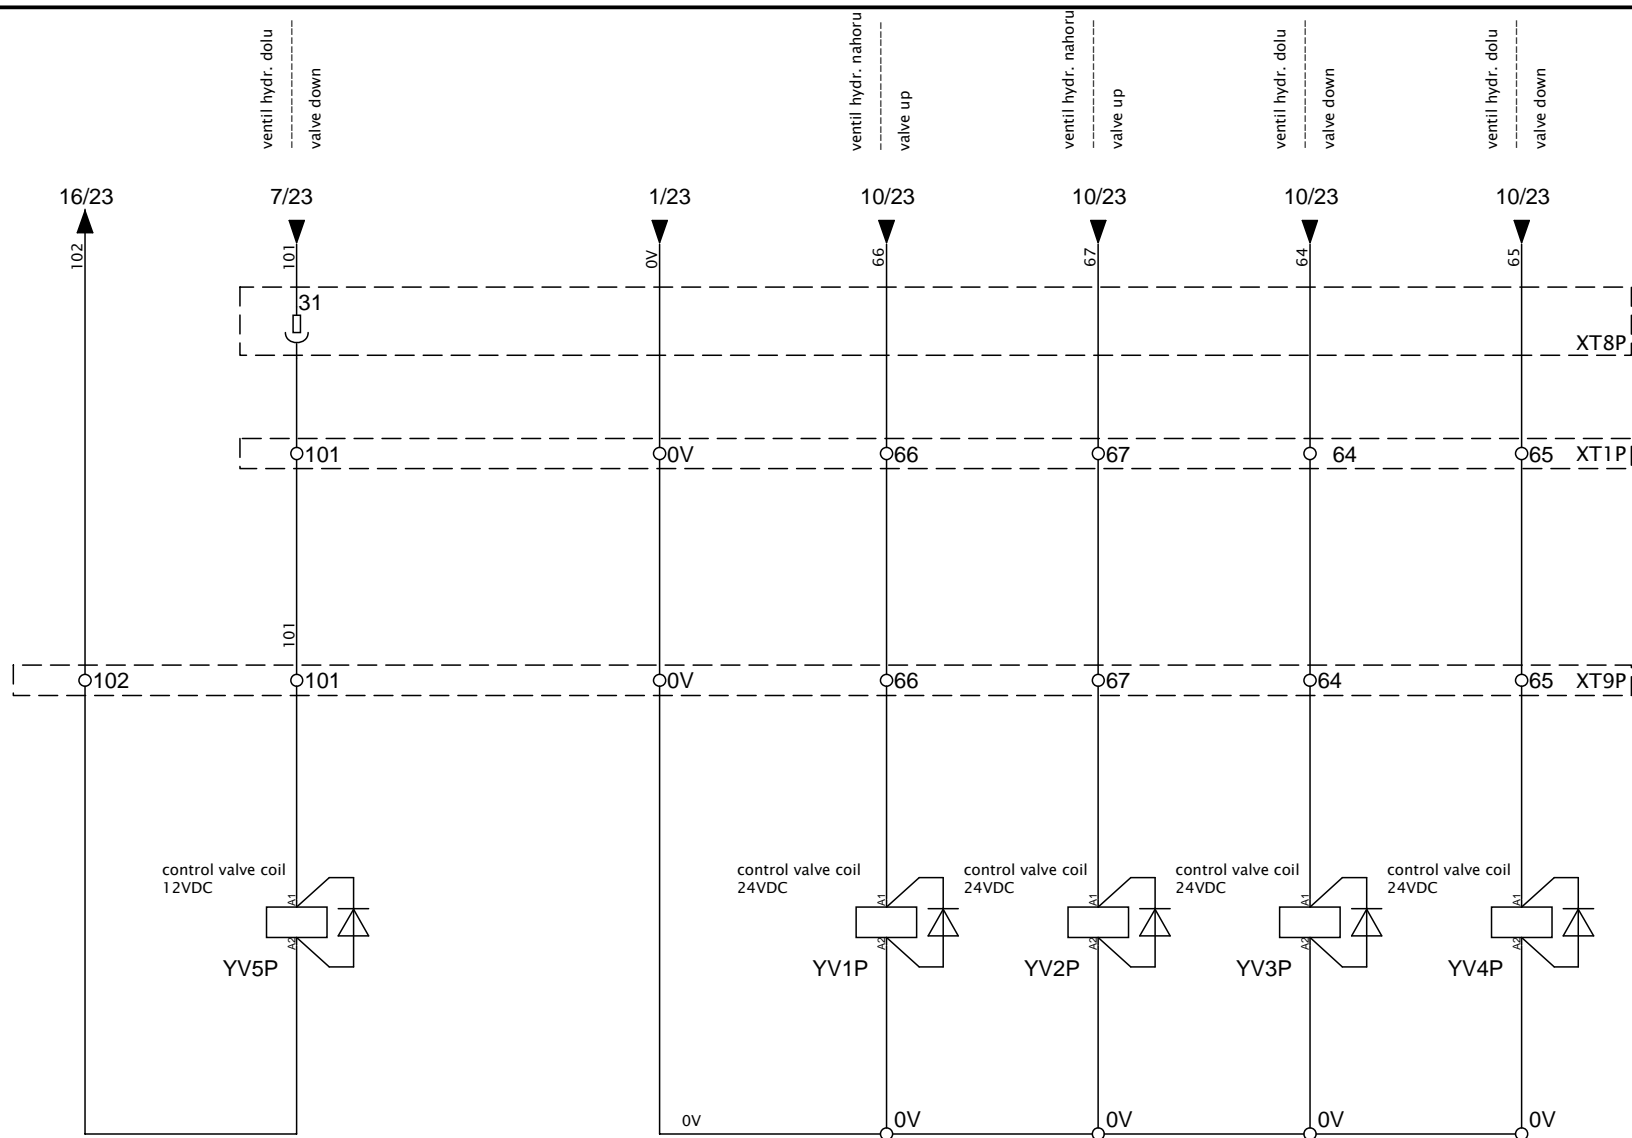 ventil hydr. dolu
valve down
ventil hydr. nahoru
valve up
ventil hydr. nahoru
valve up
ventil hydr. dolu
valve down
ventil hydr. dolu
valve down
16/23
7/23
1/23
10/23
10/23
10/23
10/23
102
101
0V
66
67
64
65
31
XT8P
101
0V
66
67
64
65
XT1P
101
102
101
0V
66
67
64
65
XT9P
control valve coil
12VDC
control valve coil
24VDC
control valve coil
24VDC
control valve coil
24VDC
control valve coil
24VDC
A1
A1
A1
A1
A1
A2
A2
A2
A2
A2
YV5P
YV1P
YV2P
YV3P
YV4P
0V
0V
0V
0V
0V